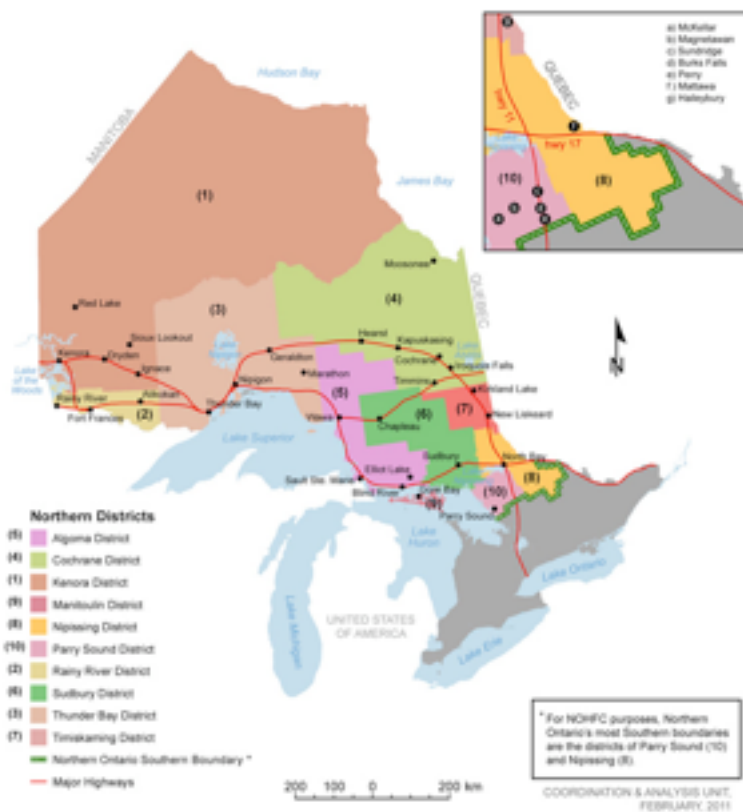 Hudson Bay
MANITOBA
James Bay
QUEBEC
(1)
(3)
(4)
(2)
(5)
(6)
(7)
(8)
(9)
(10)
Moosonee
Red Lake
Sioux Lookout
Kenora
Dryden
Ignace
Lake
of the
Woods
Rainy River
Fort Frances
Atikokan
Thunder Bay
Nipigon
Lake
Nipigon
Geraldton
Marathon
Hearst
Kapuskasing
Cochrane
Iroquois Falls
Timmins
Kirkland Lake
New Liskeard
Wawa
Chapleau
Sudbury
North Bay
Elliot Lake
Sault Ste. Marie
Blind River
Parry Sound
Lake Superior
Lake
Huron
Lake Michigan
Lake Ontario
Lake Erie
UNITED STATES
OF AMERICA
N
QUEBEC
hwy 11
hwy 17
(10)
(8)
a) McKellar
b) Magnetawan
c) Sundridge
d) Burks Falls
e) Perry
f) Mattawa
g) Haileybury
Northern Districts
(5) Algoma District
(4) Cochrane District
(1) Kenora District
(9) Manitoulin District
(8) Nipissing District
(10) Parry Sound District
(2) Rainy River District
(6) Sudbury District
(3) Thunder Bay District
(7) Timiskaming District
Northern Ontario Southern Boundary *
Major Highways
200 100 0 200 km
* For NOHFC purposes, Northern
Ontario's most Southern boundaries
are the districts of Parry Sound (10)
and Nipissing (8).
COORDINATION & ANALYSIS UNIT,
FEBRUARY, 2011